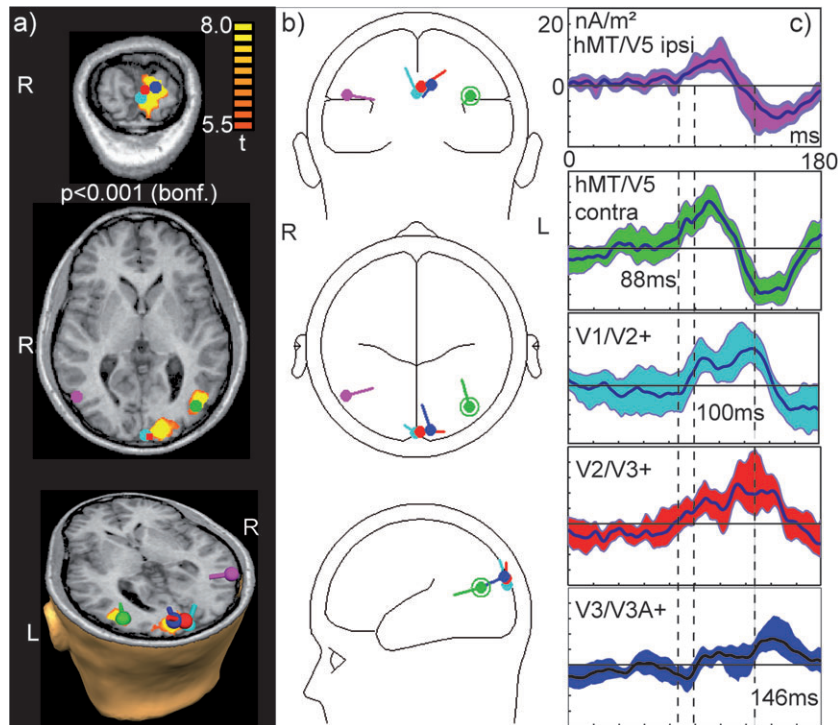 a)
8.0
R
5.5
t
p<0.001 (bonf.)
R
R
L
b)
R
L
c)
20
nA/m²
hMT/V5 ipsi
0
ms
0
180
hMT/V5
contra
88ms
V1/V2+
100ms
V2/V3+
V3/V3A+
146ms